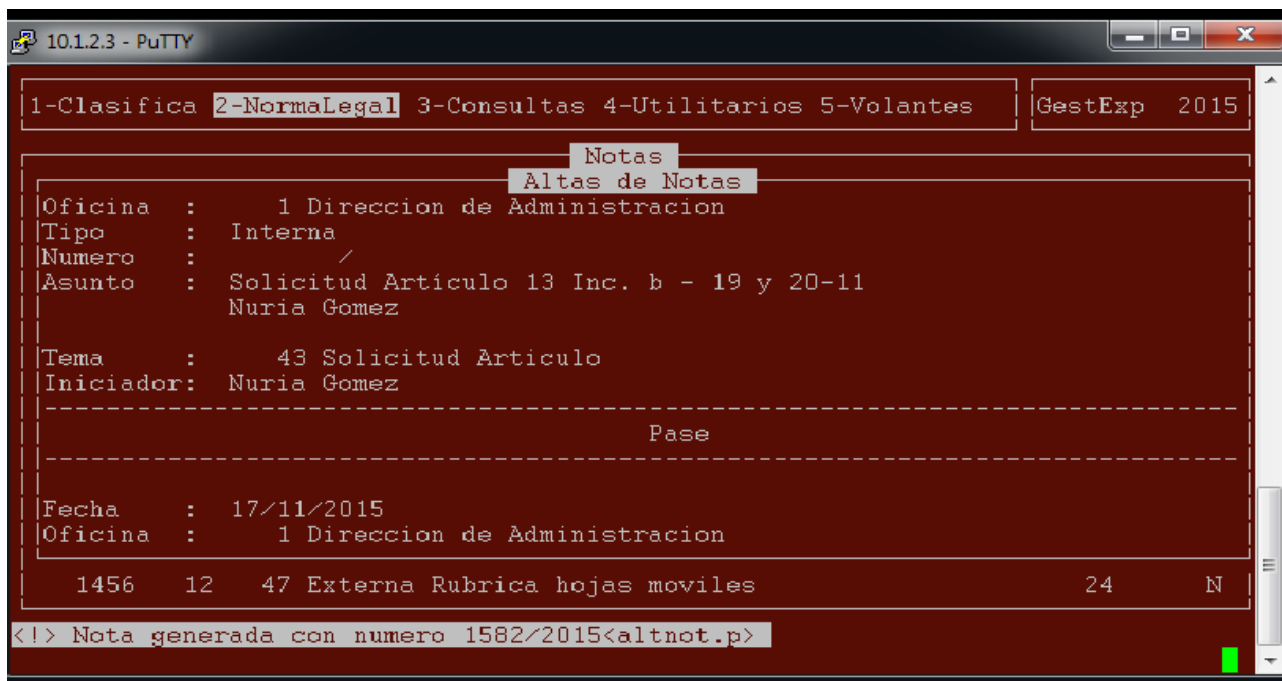 10.1.2.3 - PuTTY
1-Clasifica 2-NormaLegal 3-Consultas 4-Utilitarios 5-Volantes GestExp 2015
Notas
Altas de Notas
Oficina : 1 Direccion de Administracion
Tipo : Interna
Numero : /
Asunto : Solicitud Artículo 13 Inc. b - 19 y 20-11
Nuria Gomez
Tema : 43 Solicitud Articulo
Iniciador: Nuria Gomez
Pase
Fecha : 17/11/2015
Oficina : 1 Direccion de Administracion
1456 12 47 Externa Rubrica hojas moviles 24 N
<!> Nota generada con numero 1582/2015<altnot.p>